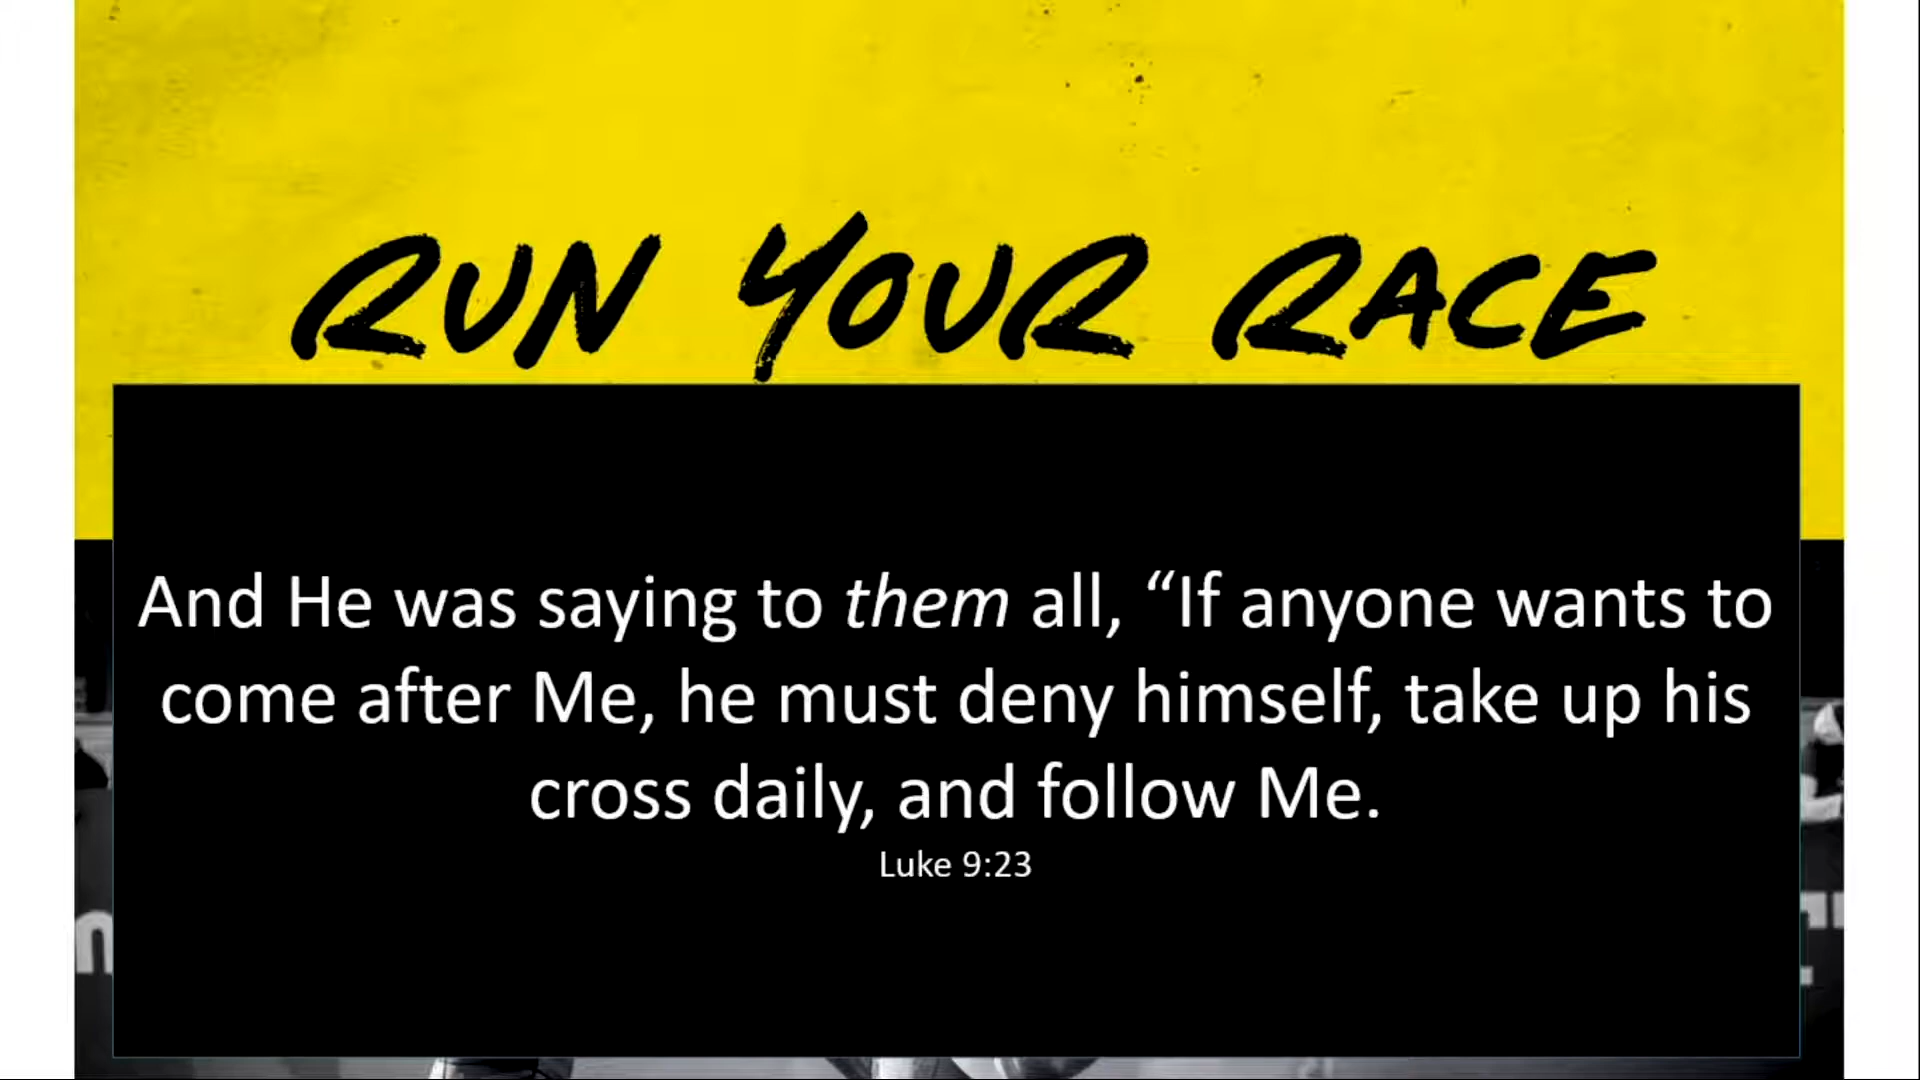 RUN YOUR RACE
And He was saying to them all, “If anyone wants to
come after Me, he must deny himself, take up his
cross daily, and follow Me.
Luke 9:23